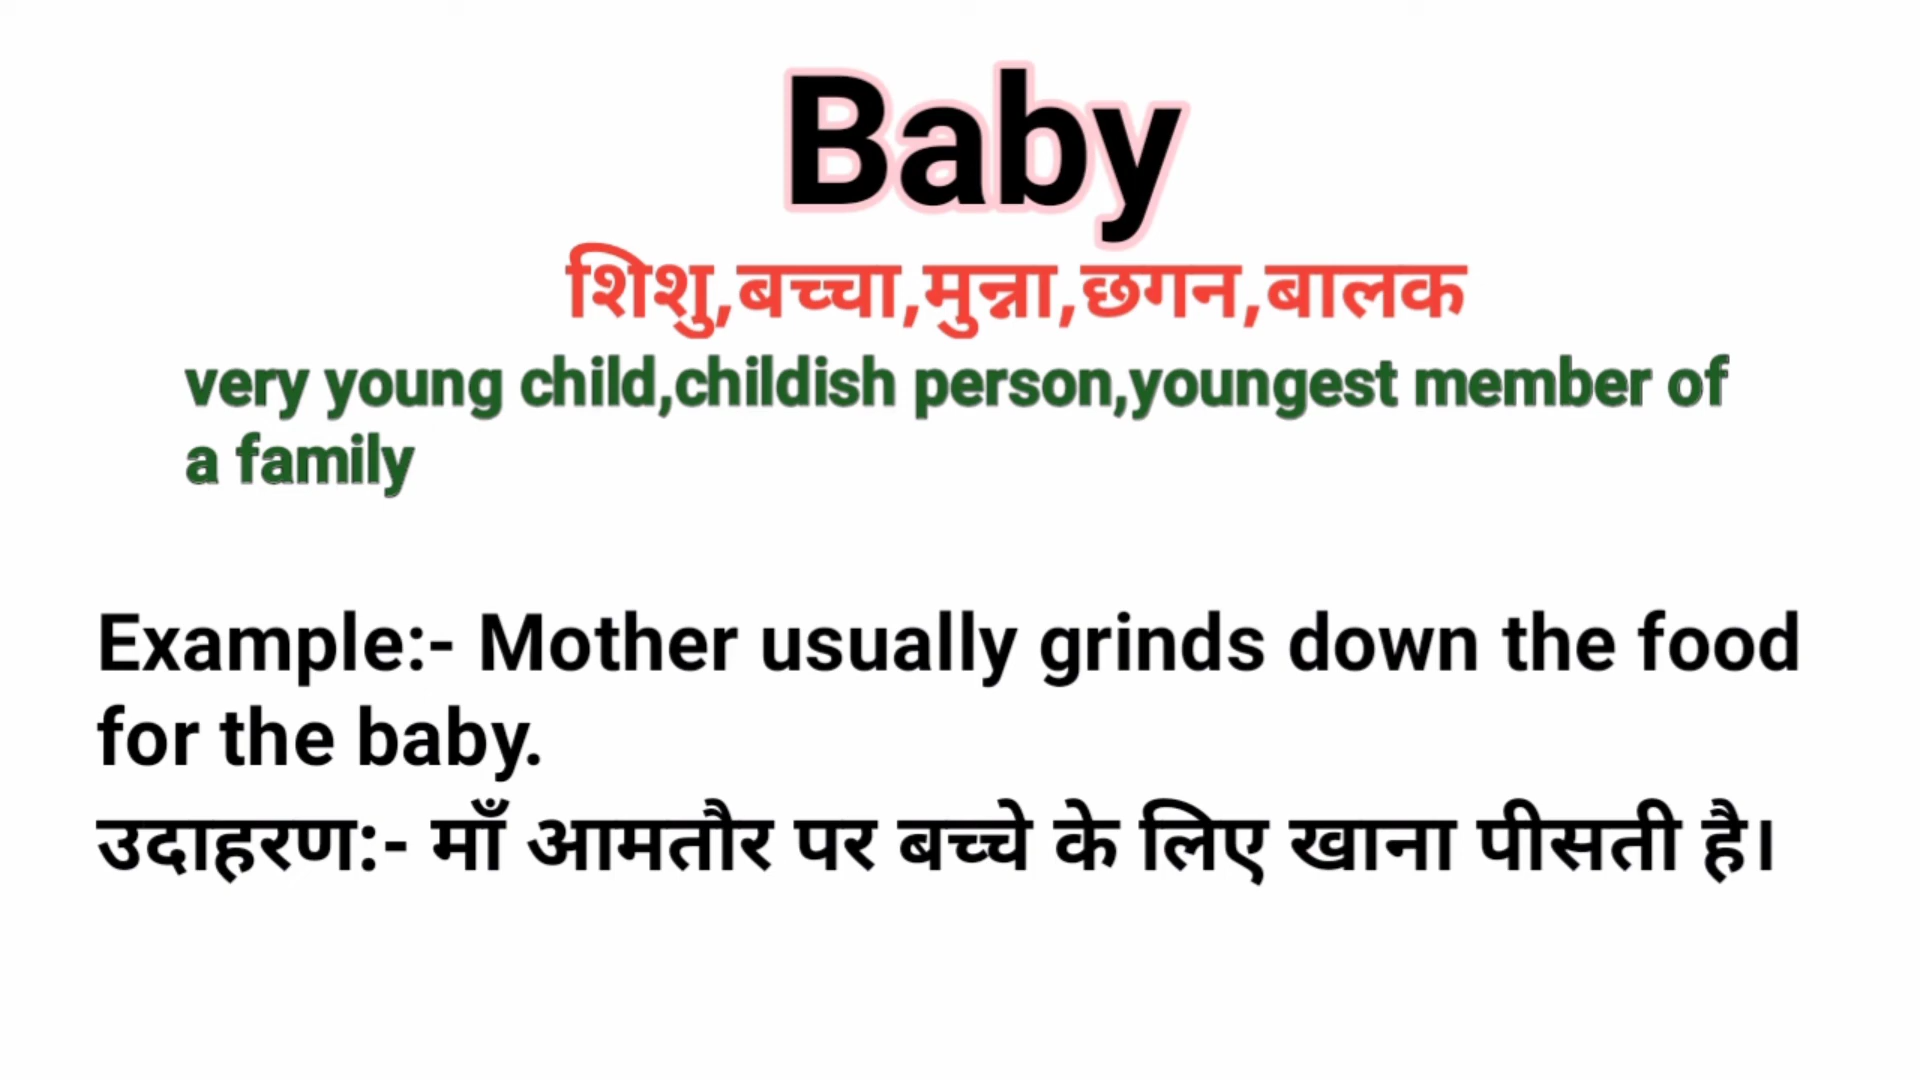 Baby
शिशु,बच्चा,मुन्ना,छगन,बालक
very young child,childish person,youngest member of
a family
Example:- Mother usually grinds down the food
for the baby.
उदाहरण:- माँ आमतौर पर बच्चे के लिए खाना पीसती है।